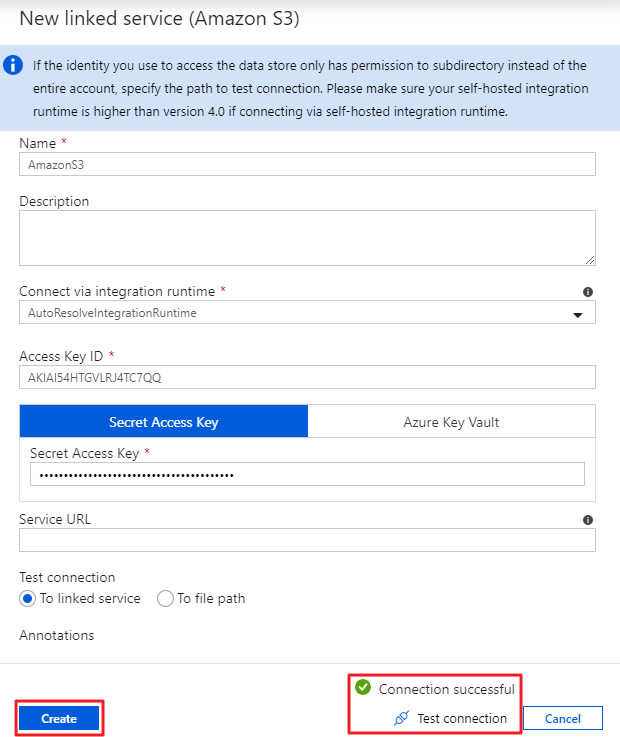 New linked service (Amazon S3)
If the identity you use to access the data store only has permission to subdirectory instead of the
entire account, specify the path to test connection. Please make sure your self-hosted integration
runtime is higher than version 4.0 if connecting via self-hosted integration runtime.
Name *
AmazonS3
Description
Connect via integration runtime *
AutoResolveIntegrationRuntime
Access Key ID *
AKIAI54HTGVLRJ4TC7QQ
Secret Access Key
Azure Key Vault
Secret Access Key *
••••••••••••••••••••••••••••••••••••••••
Service URL
Test connection
To linked service
To file path
Annotations
Connection successful
Create
Test connection
Cancel